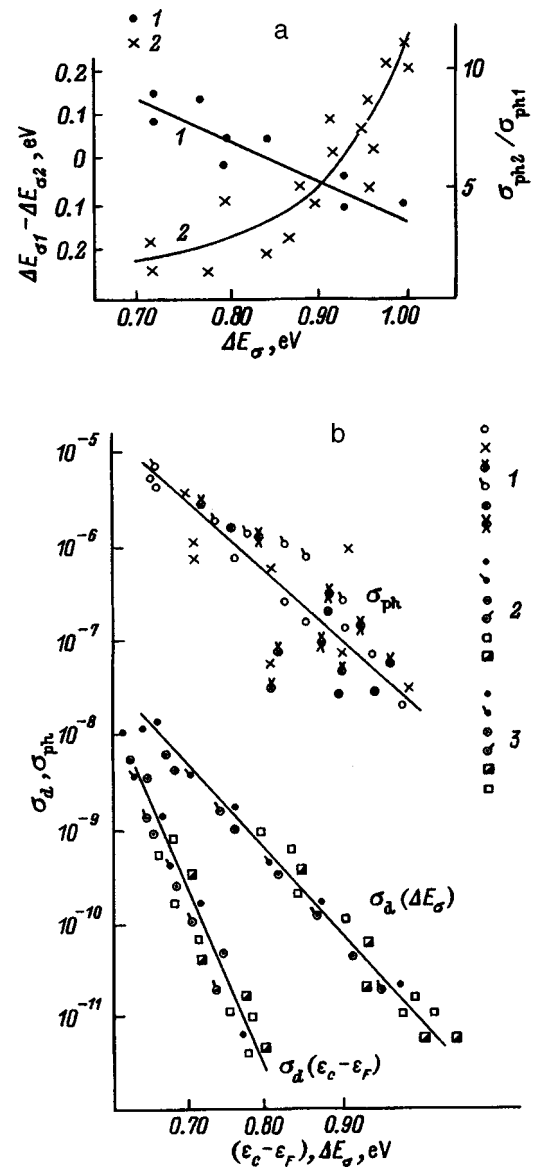 • 1
× 2
a
0.2
0.1
0
0.1
0.2
ΔE_σ1 − ΔE_σ2, eV
10
5
σ_ph2 / σ_ph1
1
2
0.70
0.80
0.90
1.00
ΔE_σ, eV
b
10⁻⁵
10⁻⁶
10⁻⁷
10⁻⁸
10⁻⁹
10⁻¹⁰
10⁻¹¹
σ_d, σ_ph
σ_ph
σ_d (ΔE_σ)
σ_d (ε_c − ε_F)
1
2
3
0.70
0.80
0.90
(ε_c − ε_F), ΔE_σ, eV